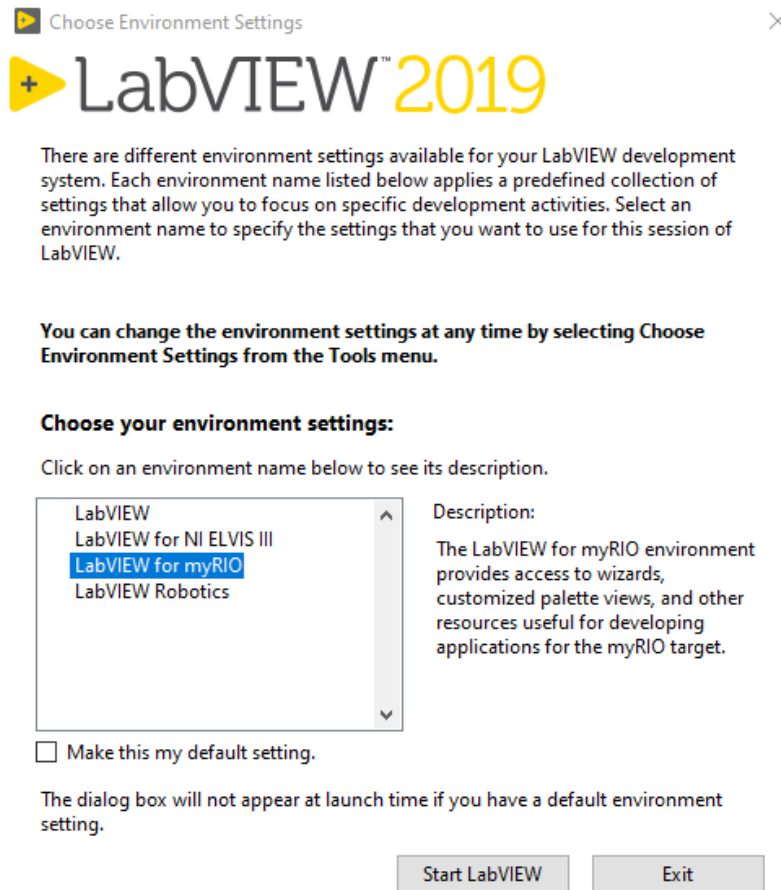 Choose Environment Settings
LabVIEW™ 2019
There are different environment settings available for your LabVIEW development
system. Each environment name listed below applies a predefined collection of
settings that allow you to focus on specific development activities. Select an
environment name to specify the settings that you want to use for this session of
LabVIEW.
You can change the environment settings at any time by selecting Choose
Environment Settings from the Tools menu.
Choose your environment settings:
Click on an environment name below to see its description.
LabVIEW
LabVIEW for NI ELVIS III
LabVIEW for myRIO
LabVIEW Robotics
Description:
The LabVIEW for myRIO environment
provides access to wizards,
customized palette views, and other
resources useful for developing
applications for the myRIO target.
Make this my default setting.
The dialog box will not appear at launch time if you have a default environment
setting.
Start LabVIEW
Exit